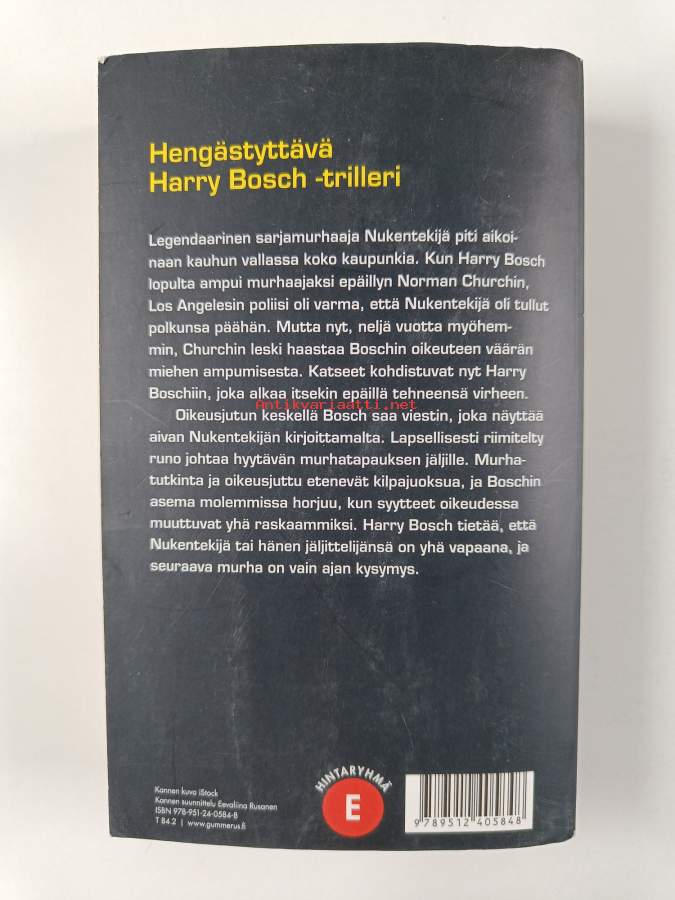 Hengästyttävä
Harry Bosch -trilleri
Legendaarinen sarjamurhaaja Nukentekijä piti aikoi-
naan kauhun vallassa koko kaupunkia. Kun Harry Bosch
lopulta ampui murhaajaksi epäillyn Norman Churchin,
Los Angelesin poliisi oli varma, että Nukentekijä oli tullut
polkunsa päähän. Mutta nyt, neljä vuotta myöhem-
min, Churchin leski haastaa Boschin oikeuteen väärän
miehen ampumisesta. Katseet kohdistuvat nyt Harry
Boschiin, joka alkaa itsekin epäillä tehneensä virheen.
Antikvariaatti.net
Oikeusjutun keskellä Bosch saa viestin, joka näyttää
aivan Nukentekijän kirjoittamalta. Lapsellisesti riimitelty
runo johtaa hyytävän murhatapauksen jäljille. Murha-
tutkinta ja oikeusjuttu etenevät kilpajuoksua, ja Boschin
asema molemmissa horjuu, kun syytteet oikeudessa
muuttuvat yhä raskaammiksi. Harry Bosch tietää, että
Nukentekijä tai hänen jäljittelijänsä on yhä vapaana, ja
seuraava murha on vain ajan kysymys.
Kannen kuva iStock
Kannen suunnittelu Eevaliina Rusanen
ISBN 978-951-24-0584-8
T 84.2 | www.gummerus.fi
HINTARYHMÄ
E
9 789512 405848